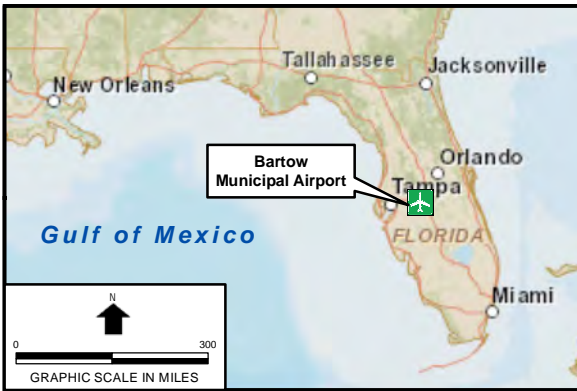 Tallahassee
Jacksonville
New Orleans
Bartow
Municipal Airport
Orlando
Tampa
Gulf of Mexico
FLORIDA
Miami
N
0 300
GRAPHIC SCALE IN MILES